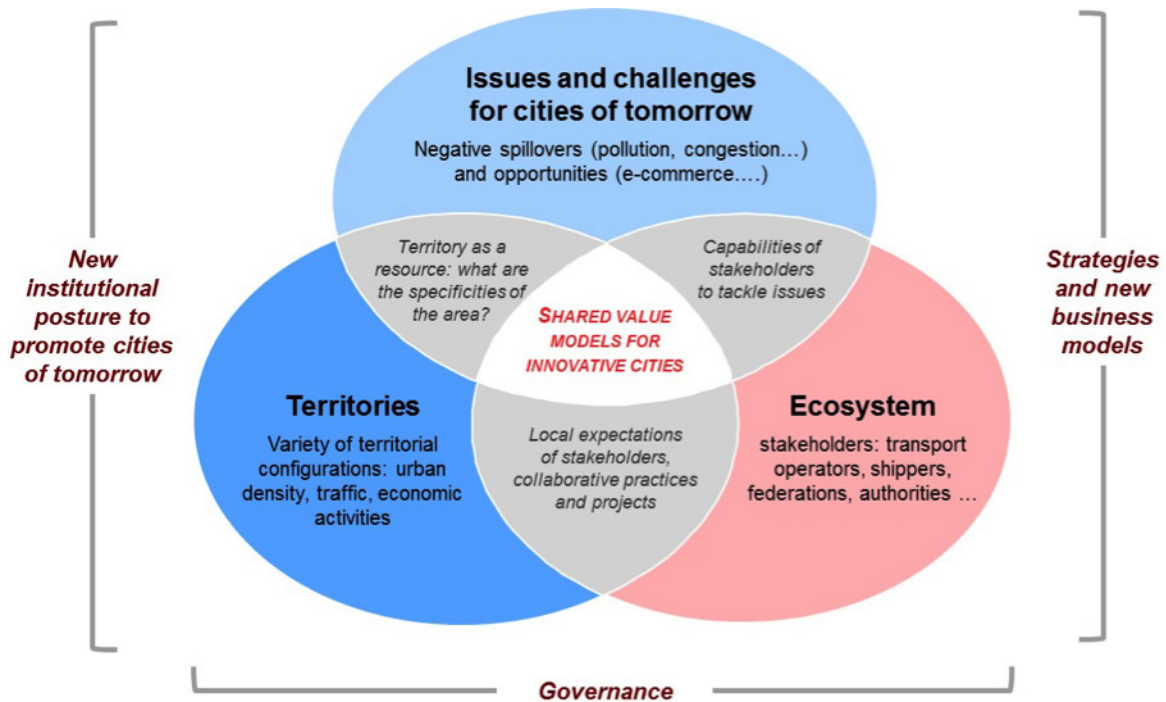 Issues and challenges
for cities of tomorrow
Negative spillovers (pollution, congestion…)
and opportunities (e-commerce….)
New
institutional
posture to
promote cities
of tomorrow
Territory as a
resource: what are
the specificities of
the area?
Capabilities of
stakeholders
to tackle issues
Strategies
and new
business
models
SHARED VALUE
MODELS FOR
INNOVATIVE CITIES
Territories
Variety of territorial
configurations: urban
density, traffic, economic
activities
Local expectations
of stakeholders,
collaborative practices
and projects
Ecosystem
stakeholders: transport
operators, shippers,
federations, authorities …
Governance